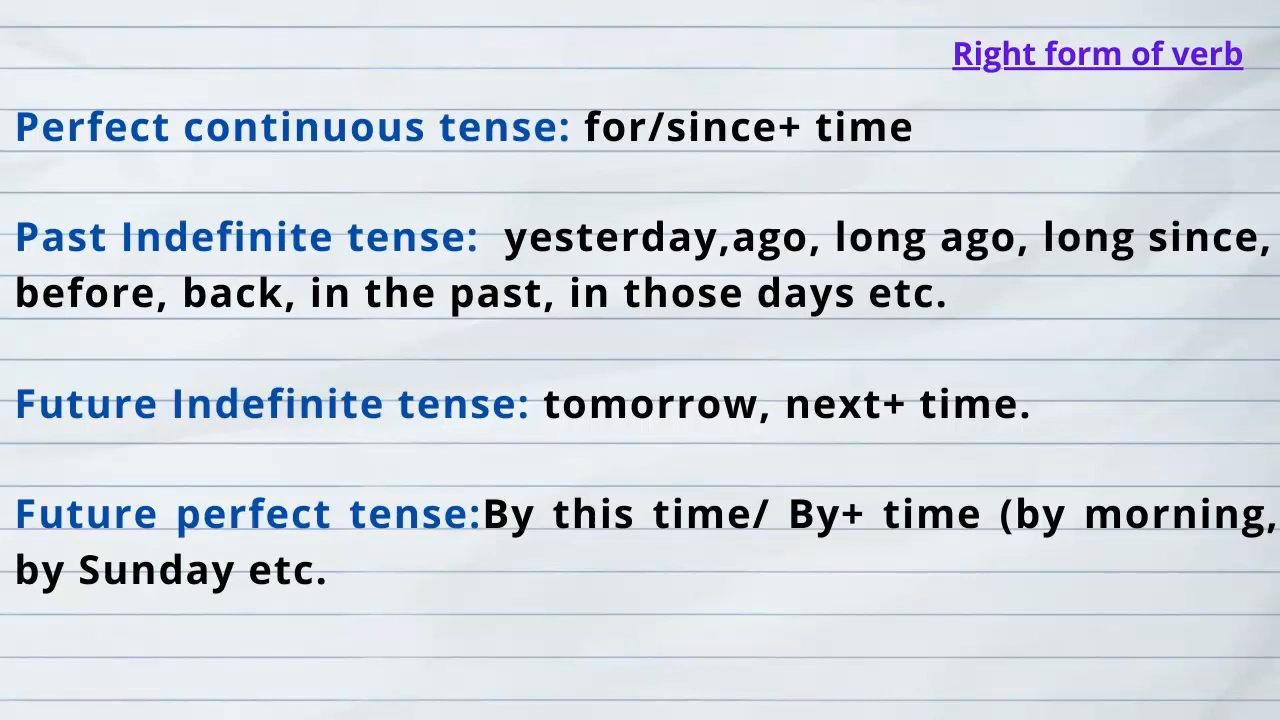 Right form of verb
Perfect continuous tense: for/since+ time
Past Indefinite tense: yesterday,ago, long ago, long since,
before, back, in the past, in those days etc.
Future Indefinite tense: tomorrow, next+ time.
Future perfect tense:By this time/ By+ time (by morning,
by Sunday etc.